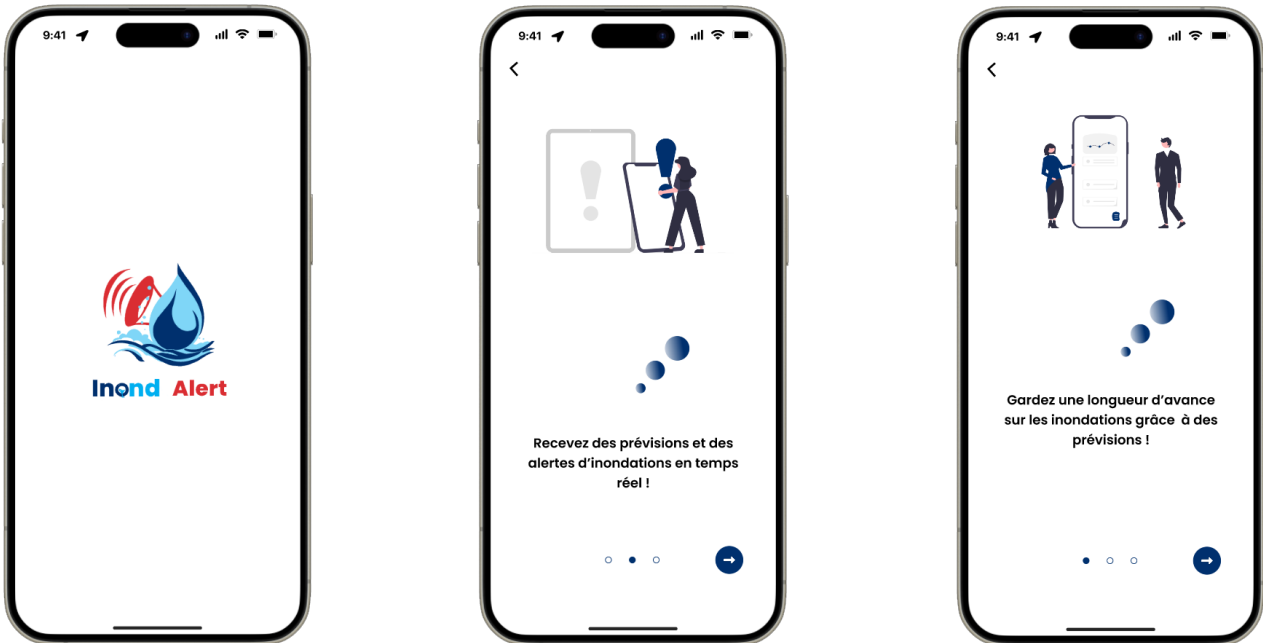 9:41
Inond Alert
9:41
Recevez des prévisions et des
alertes d’inondations en temps
réel !
9:41
Gardez une longueur d’avance
sur les inondations grâce à des
prévisions !